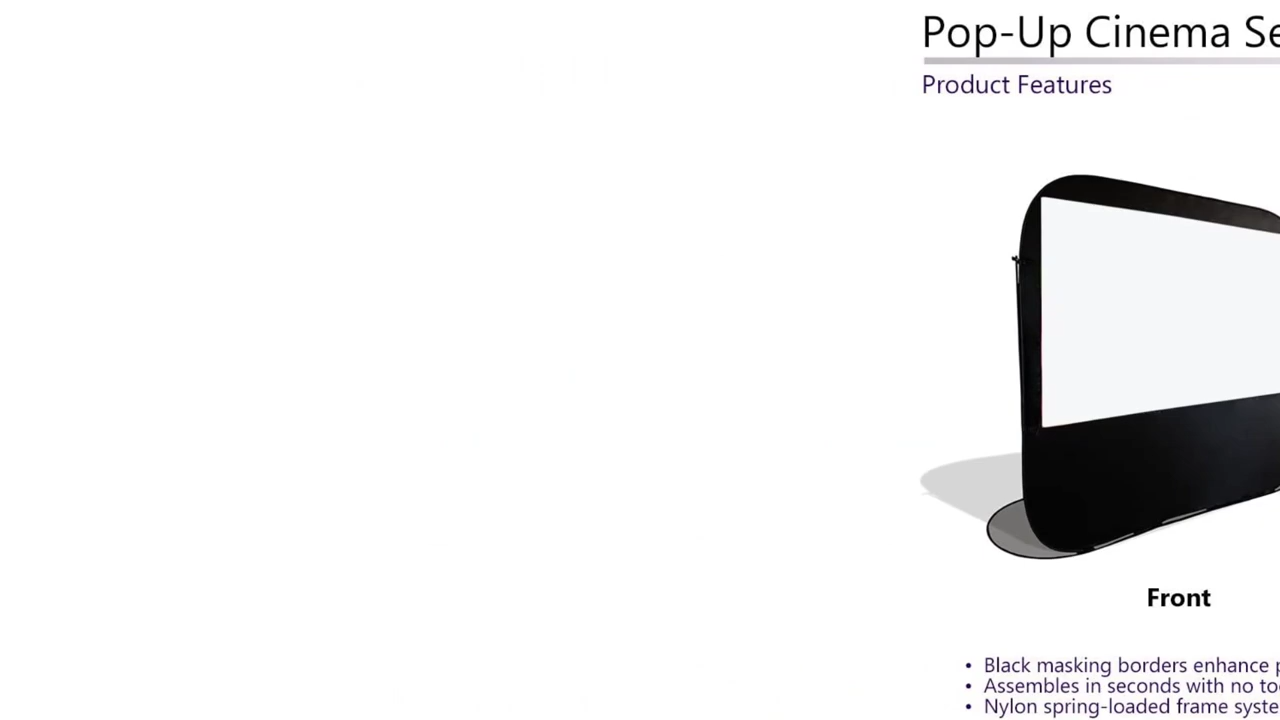 Pop-Up Cinema Se
Product Features
Front
• Black masking borders enhance p
• Assembles in seconds with no to
• Nylon spring-loaded frame syste